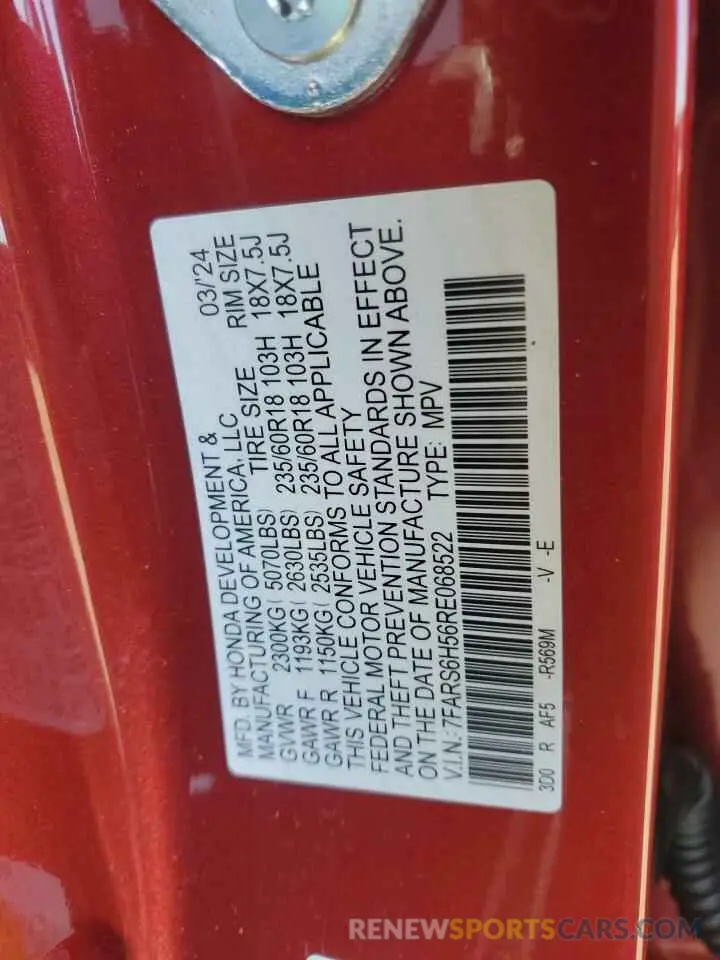 MFD. BY HONDA DEVELOPMENT & 03/'24
MANUFACTURING OF AMERICA, LLC
TIRE SIZE RIM SIZE
GVWR 2300KG ( 5070LBS) 235/60R18 103H 18X7.5J
GAWR F 1193KG ( 2630LBS) 235/60R18 103H 18X7.5J
GAWR R 1150KG ( 2535LBS)
THIS VEHICLE CONFORMS TO ALL APPLICABLE
FEDERAL MOTOR VEHICLE SAFETY
AND THEFT PREVENTION STANDARDS IN EFFECT
ON THE DATE OF MANUFACTURE SHOWN ABOVE.
V.I.N.: 7FARS6H56RE068522 TYPE: MPV
3D0 R AF5 -R569M -V -E
RENEWSPORTSCARS.COM